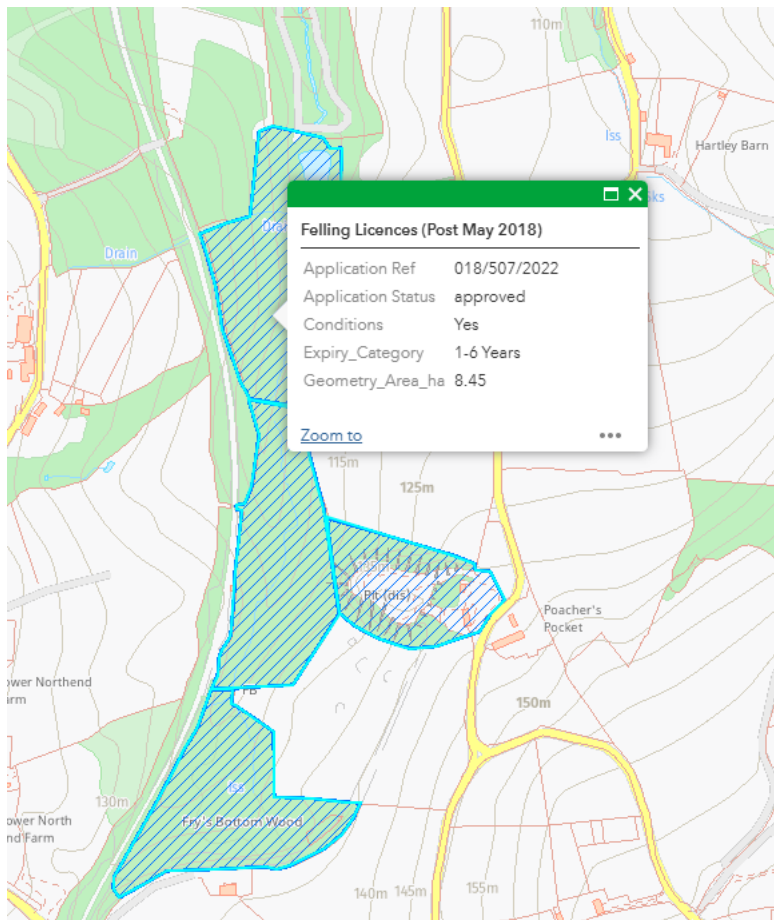 110m
Iss
Hartley Barn
Sks
Drain
Drain
Felling Licences (Post May 2018)
Application Ref 018/507/2022
Application Status approved
Conditions Yes
Expiry_Category 1-6 Years
Geometry_Area_ha 8.45
Zoom to
115m
125m
Pit (dis)
Poacher's
Pocket
ower Northend
arm
FB
150m
Iss
130m
Fry's Bottom Wood
ower North
nd Farm
140m 145m 155m